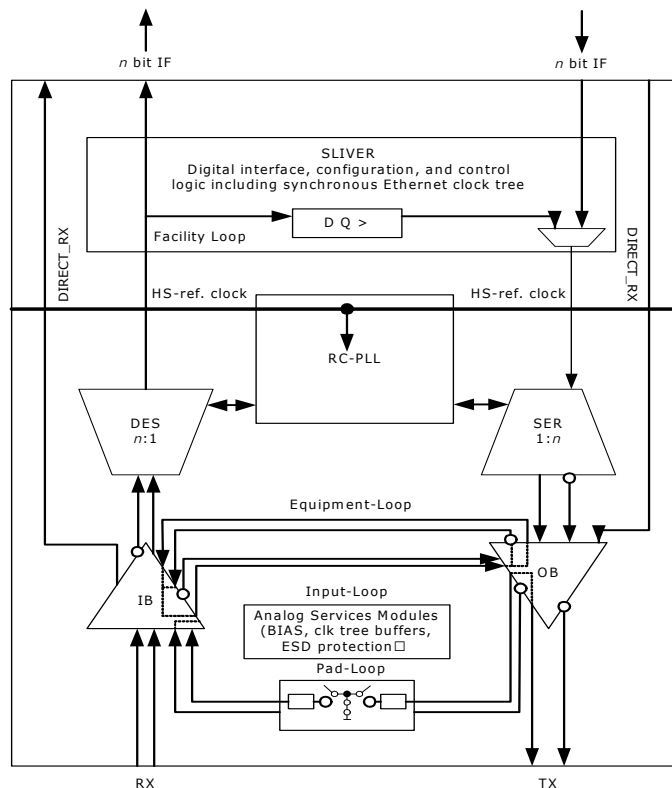 n bit IF
n bit IF
SLIVER
Digital interface, configuration, and control
logic including synchronous Ethernet clock tree
D Q >
Facility Loop
DIRECT_RX
DIRECT_RX
HS-ref. clock
HS-ref. clock
RC-PLL
DES
n:1
SER
1:n
Equipment-Loop
IB
OB
Input-Loop
Analog Services Modules
(BIAS, clk tree buffers,
ESD protection□
Pad-Loop
RX
TX